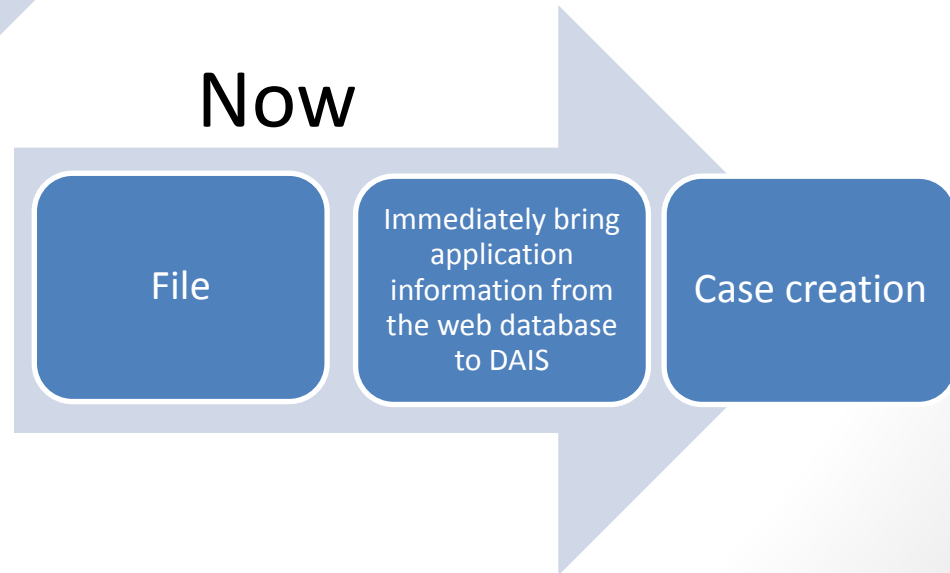 Now
File
Immediately bring
application
information from
the web database
to DAIS
Case creation